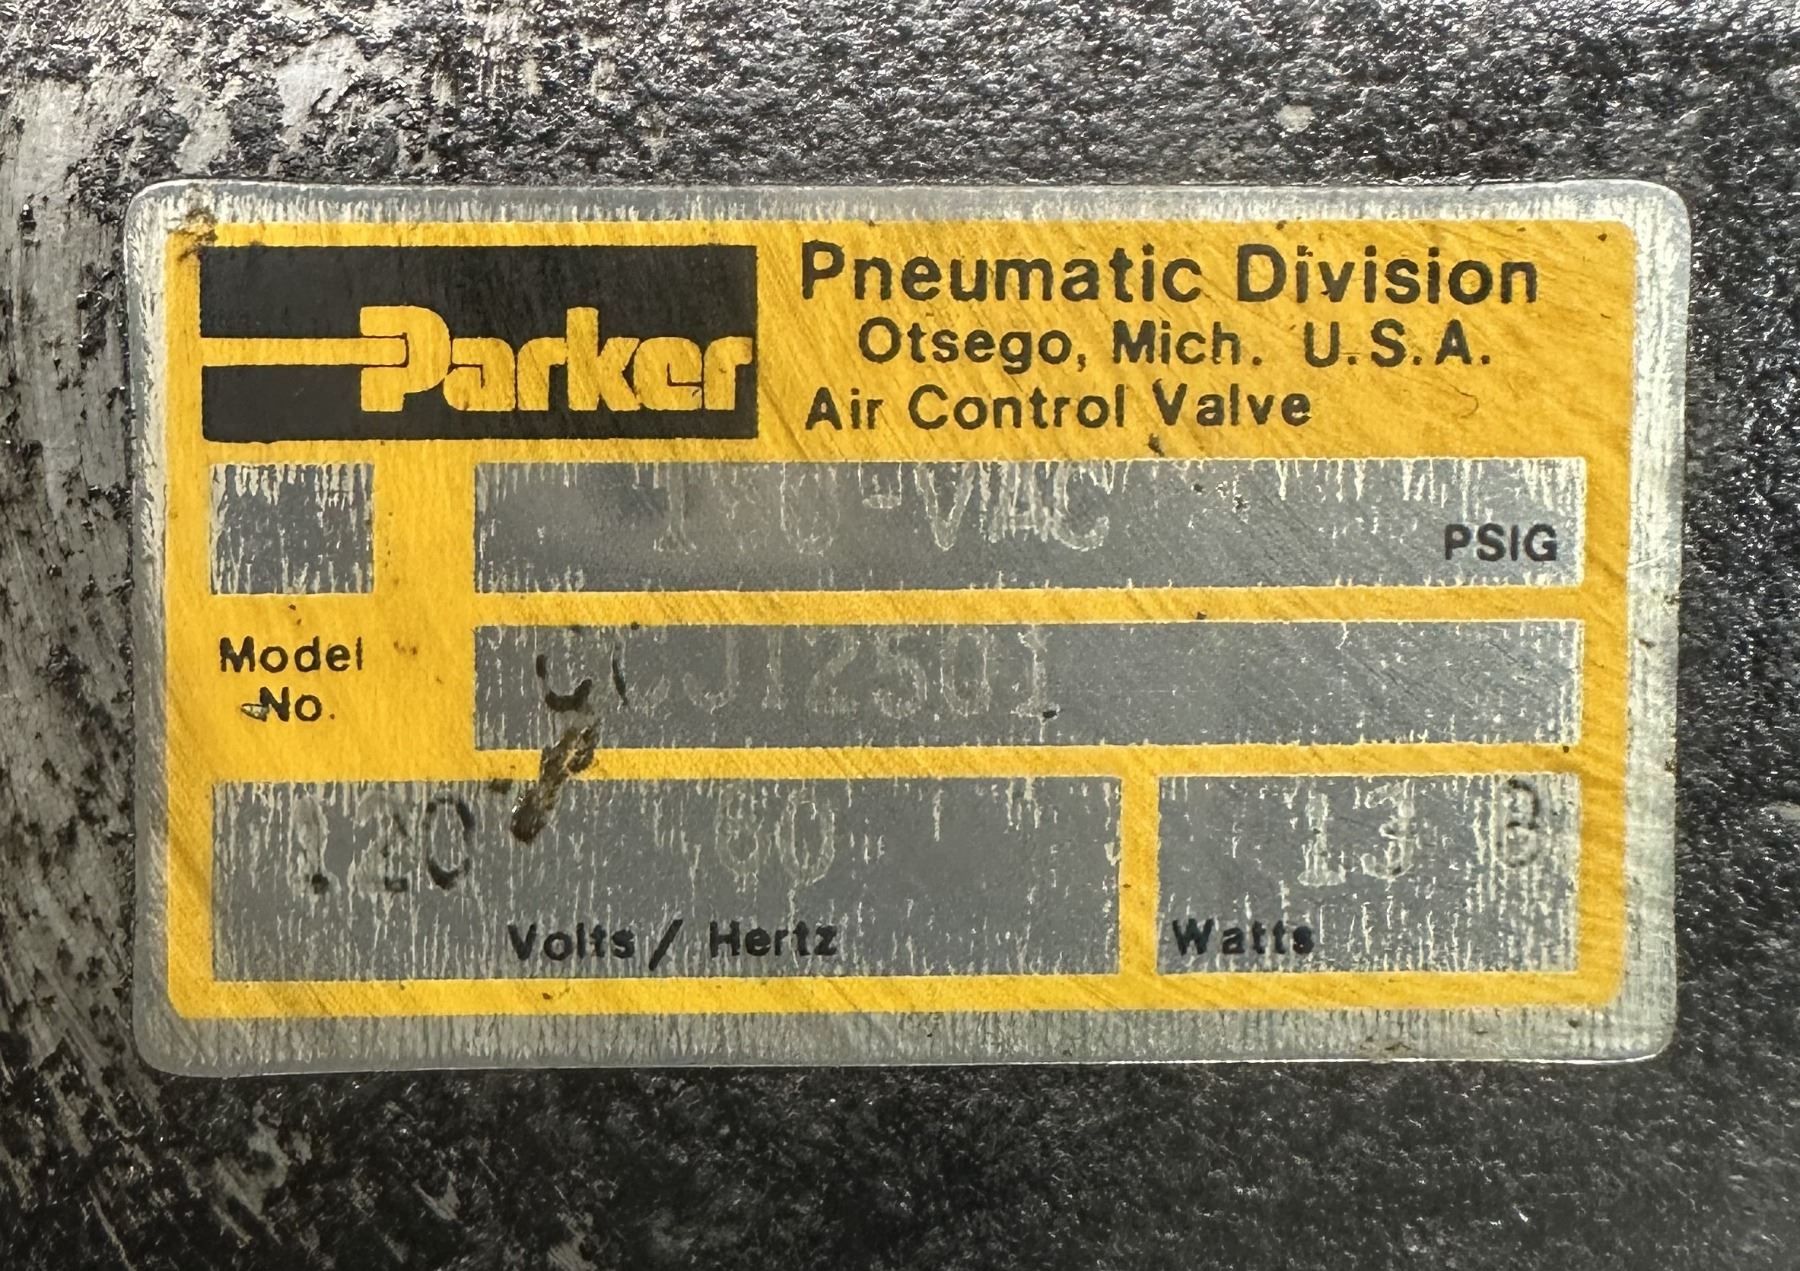 Parker
Pneumatic Division
Otsego, Mich. U.S.A.
Air Control Valve
PSIG
Model
No.
120 60
Volts / Hertz
Watts